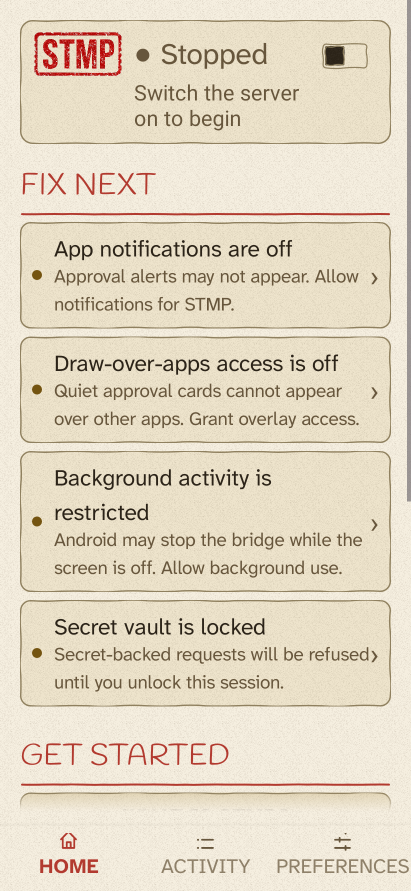 STMP
● Stopped
Switch the server
on to begin
FIX NEXT
App notifications are off
Approval alerts may not appear. Allow
notifications for STMP.
Draw-over-apps access is off
Quiet approval cards cannot appear
over other apps. Grant overlay access.
Background activity is
restricted
Android may stop the bridge while the
screen is off. Allow background use.
Secret vault is locked
Secret-backed requests will be refused
until you unlock this session.
GET STARTED
HOME
ACTIVITY
PREFERENCES